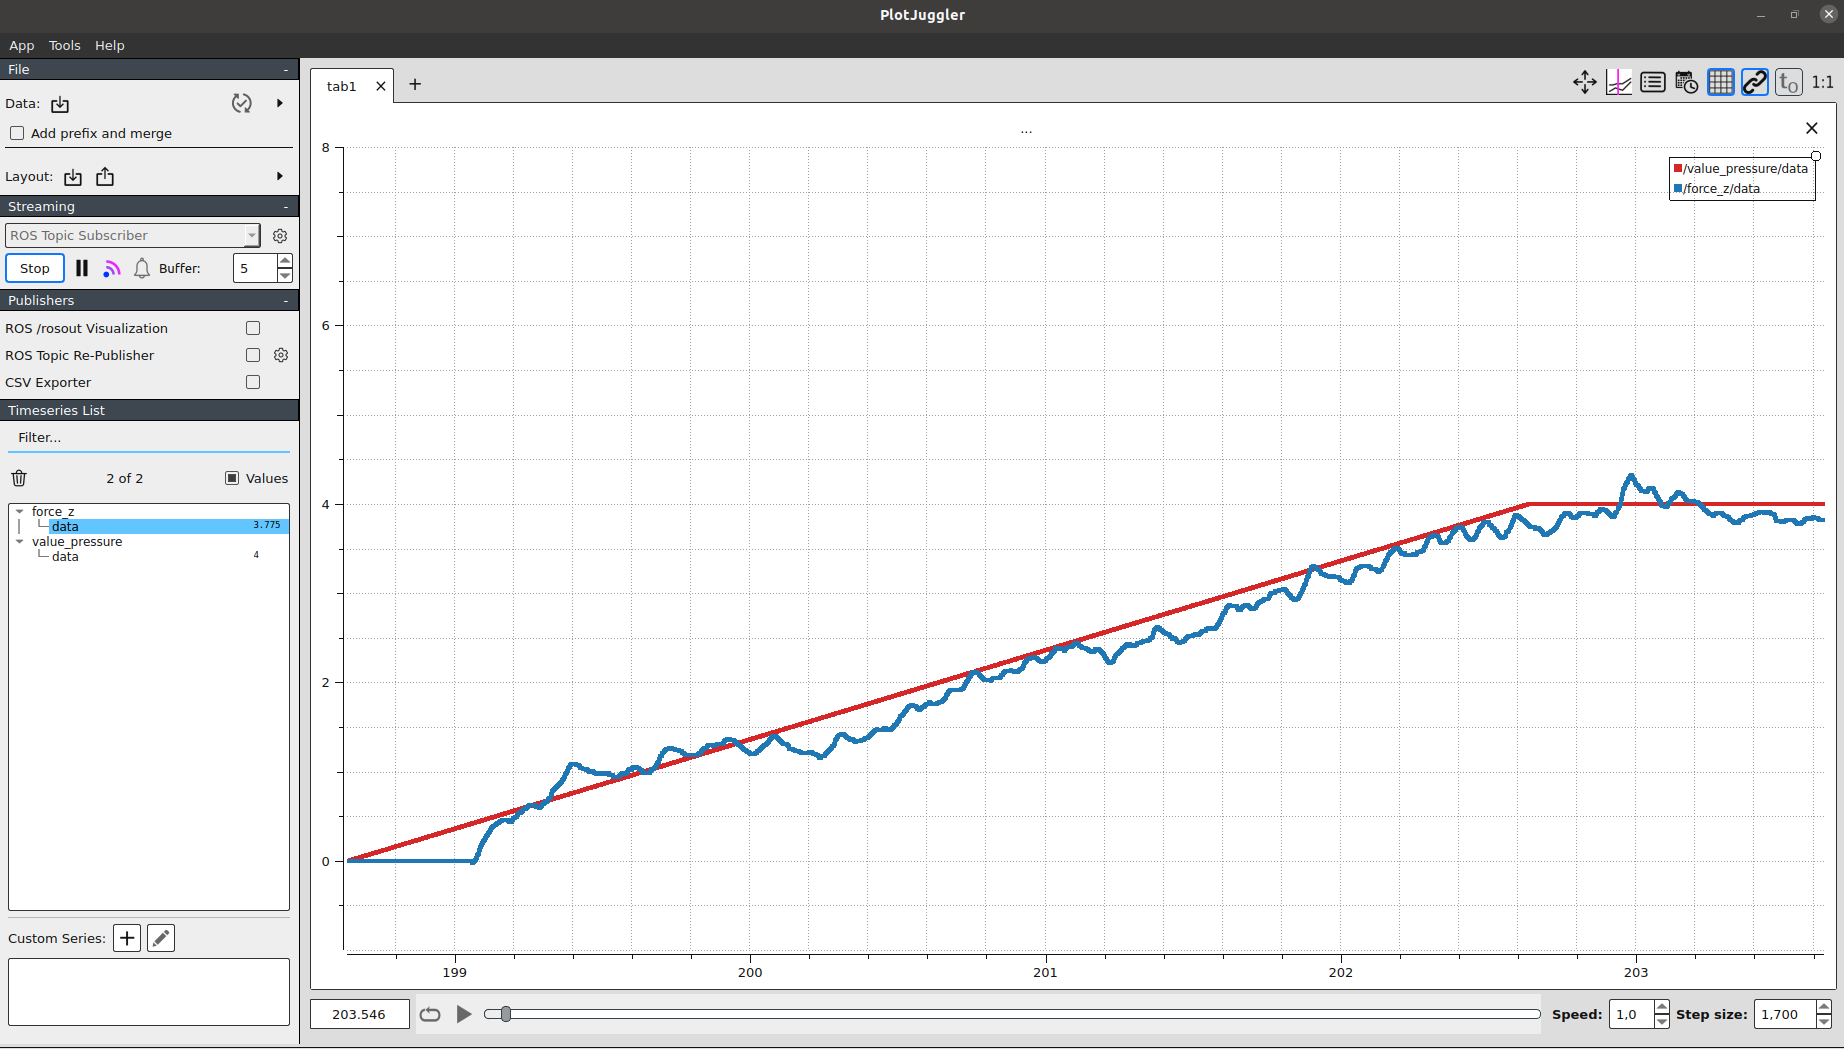 PlotJuggler
App Tools Help
File -
Data:
Add prefix and merge
Layout:
Streaming -
ROS Topic Subscriber
Stop Buffer: 5
Publishers -
ROS /rosout Visualization
ROS Topic Re-Publisher
CSV Exporter
Timeseries List
Filter...
2 of 2 Values
force_z
data 3.775
value_pressure
data 4
Custom Series:
tab1
t0 1:1
...
/value_pressure/data
/force_z/data
8
6
4
2
0
199 200 201 202 203
203.546 Speed: 1,0 Step size: 1,700